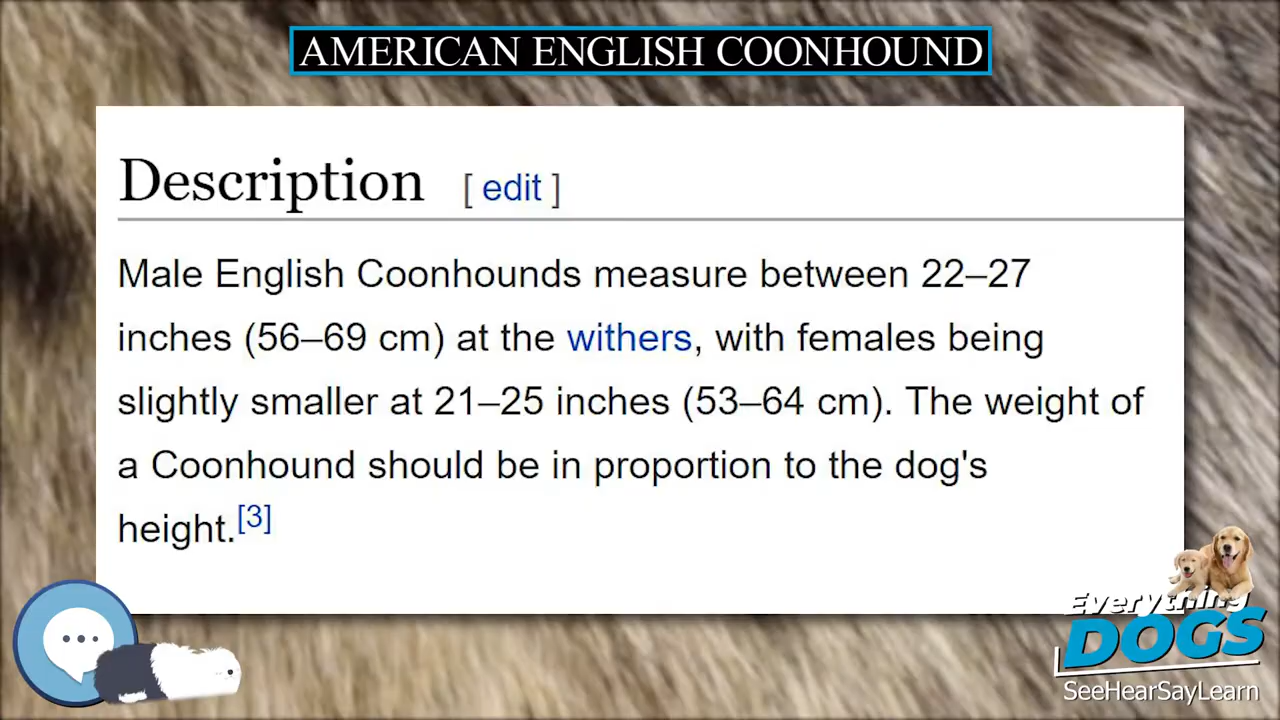 AMERICAN ENGLISH COONHOUND
Description [ edit ]
Male English Coonhounds measure between 22–27
inches (56–69 cm) at the withers, with females being
slightly smaller at 21–25 inches (53–64 cm). The weight of
a Coonhound should be in proportion to the dog's
height.[3]
Everything
DOGS
SeeHearSayLearn